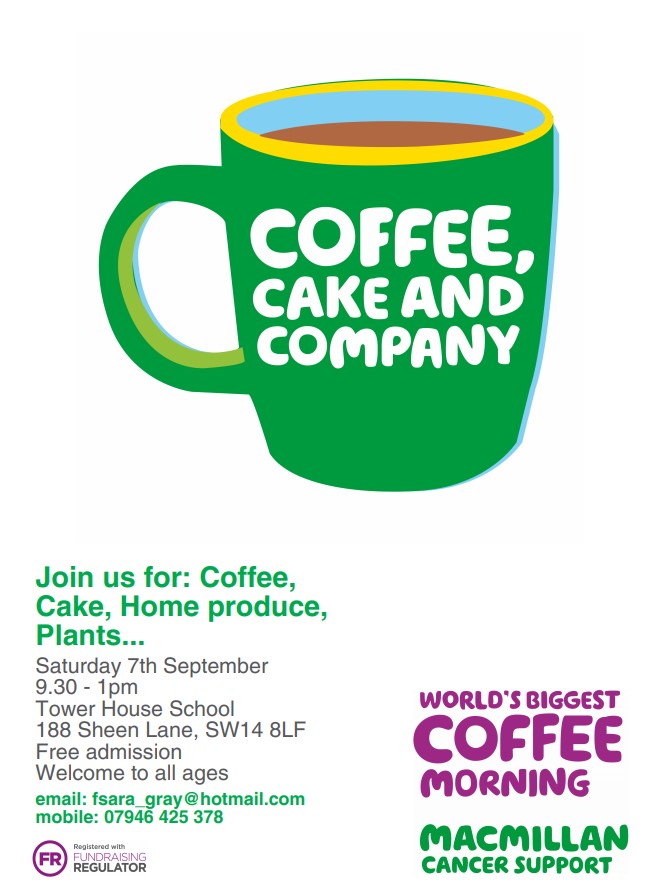 COFFEE,
CAKE AND
COMPANY
Join us for: Coffee,
Cake, Home produce,
Plants...
Saturday 7th September
9.30 - 1pm
Tower House School
188 Sheen Lane, SW14 8LF
Free admission
Welcome to all ages
email: fsara_gray@hotmail.com
mobile: 07946 425 378
FR
Registered with
FUNDRAISING
REGULATOR
WORLD'S BIGGEST
COFFEE
MORNING
MACMILLAN
CANCER SUPPORT